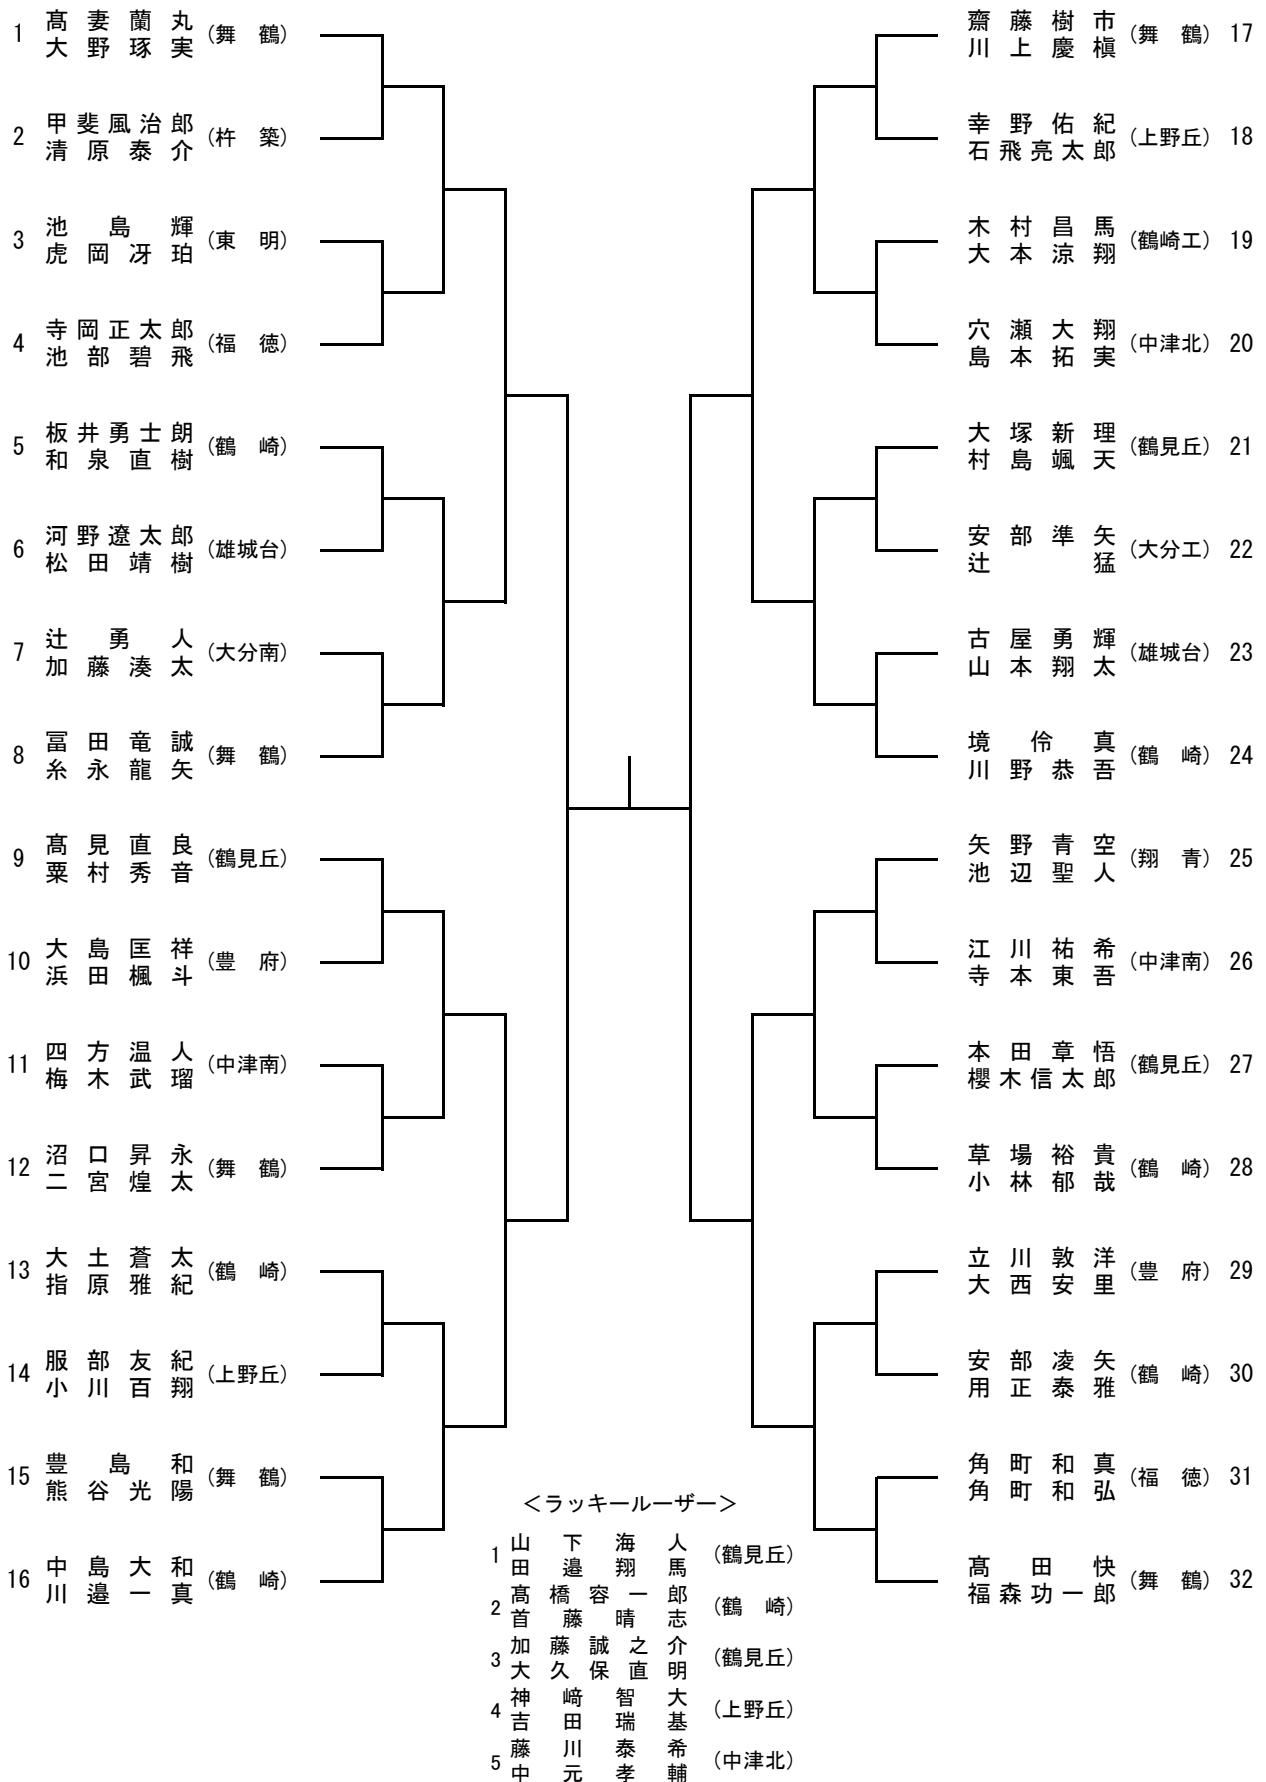 1 髙妻蘭丸 (舞鶴)
大野琢実
2 甲斐風治郎 (杵築)
清原泰介
3 池島輝 (東明)
虎岡冴珀
4 寺岡正太郎 (福徳)
池部碧飛
5 板井勇士朗 (鶴崎)
和泉直樹
6 河野遼太郎 (雄城台)
松田靖樹
7 辻勇人 (大分南)
加藤湊太
8 冨田竜誠 (舞鶴)
糸永龍矢
9 髙見直良 (鶴見丘)
粟村秀音
10 大島匡祥 (豊府)
浜田楓斗
11 四方温人 (中津南)
梅木武瑠
12 沼口昇永 (舞鶴)
二宮煌太
13 大土蒼太 (鶴崎)
指原雅紀
14 服部友紀 (上野丘)
小川百翔
15 豊島和 (舞鶴)
熊谷光陽
16 中島大和 (鶴崎)
川邉一真
齋藤樹市 (舞鶴) 17
川上慶槇
幸野佑紀 (上野丘) 18
石飛亮太郎
木村昌馬 (鶴崎工) 19
大本涼翔
穴瀬大翔 (中津北) 20
島本拓実
大塚新理 (鶴見丘) 21
村島颯天
安部準矢 (大分工) 22
辻猛
古屋勇輝 (雄城台) 23
山本翔太
境伶真 (鶴崎) 24
川野恭吾
矢野青空 (翔青) 25
池辺聖人
江川祐希 (中津南) 26
寺本東吾
本田章悟 (鶴見丘) 27
櫻木信太郎
草場裕貴 (鶴崎) 28
小林郁哉
立川敦洋 (豊府) 29
大西安里
安部凌矢 (鶴崎) 30
用正泰雅
角町和真 (福徳) 31
角町和弘
髙田快 (舞鶴) 32
福森功一郎
＜ラッキールーザー＞
1 山下海人 (鶴見丘)
田邉翔馬
2 髙橋容一郎 (鶴崎)
首藤晴志
3 加藤誠之介 (鶴見丘)
大久保直明
4 神﨑智大 (上野丘)
吉田瑞基
5 藤川泰希 (中津北)
中元孝輔